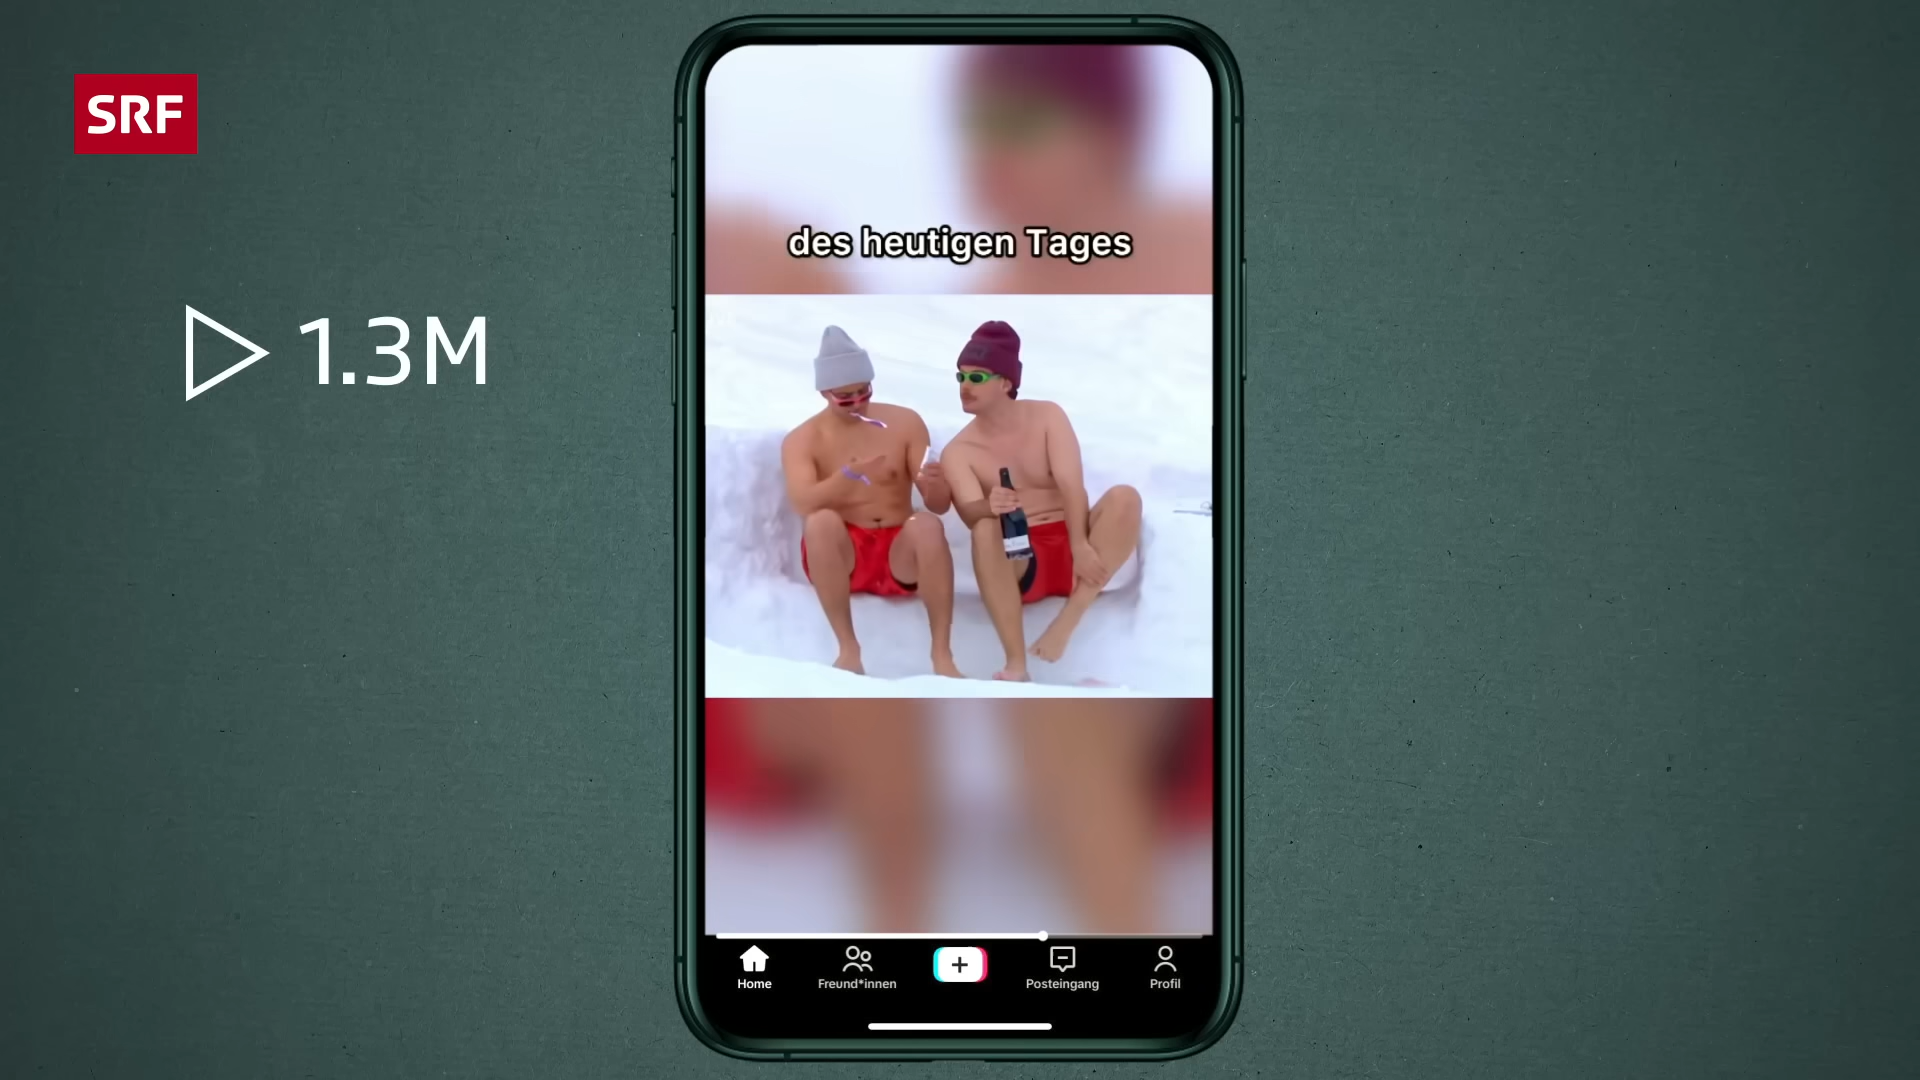 SRF
1.3M
des heutigen Tages
Home
Freund*innen
Posteingang
Profil